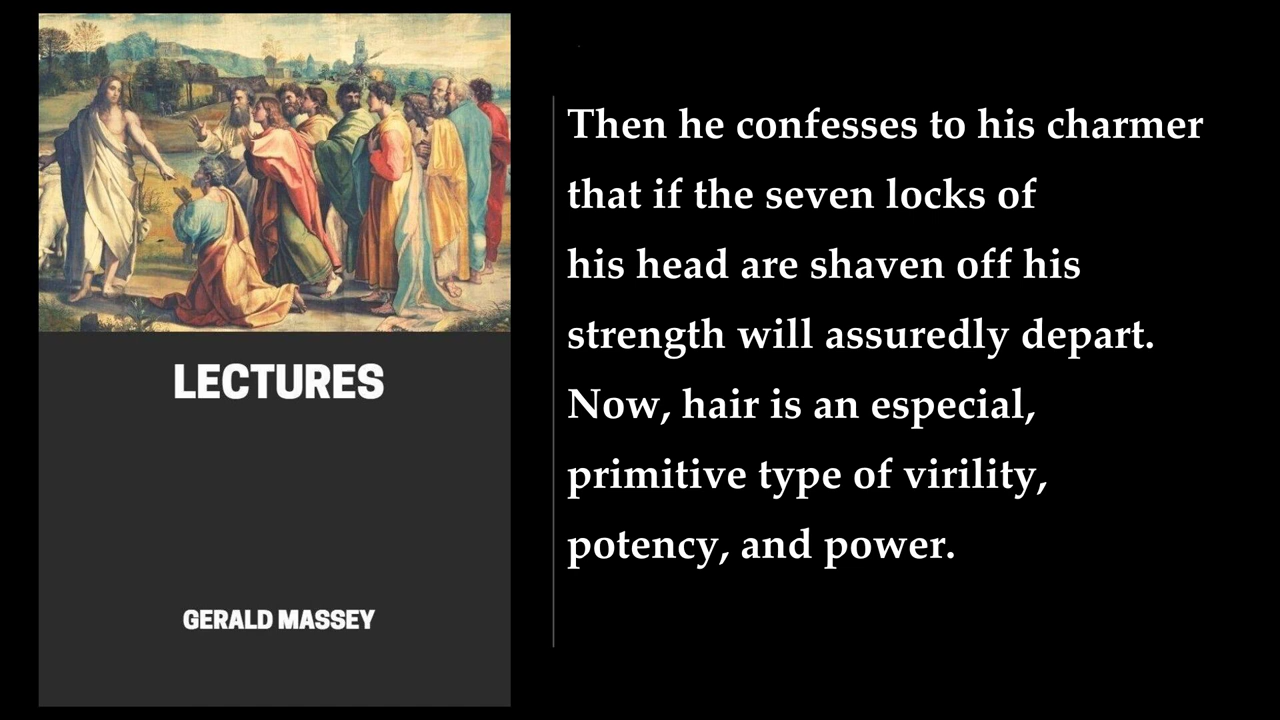 LECTURES
GERALD MASSEY
Then he confesses to his charmer
that if the seven locks of
his head are shaven off his
strength will assuredly depart.
Now, hair is an especial,
primitive type of virility,
potency, and power.